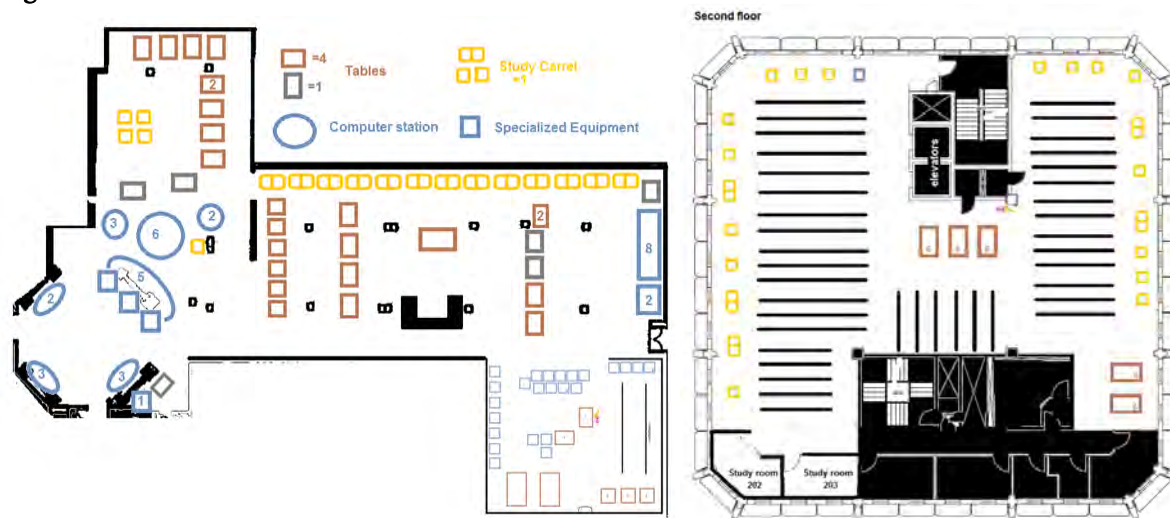 Second floor
=4
Tables
=1
Study Carrel
=1
Computer station
Specialized Equipment
2
3
6
2
5
2
3
3
1
2
8
2
elevators
Study room
202
Study room
203